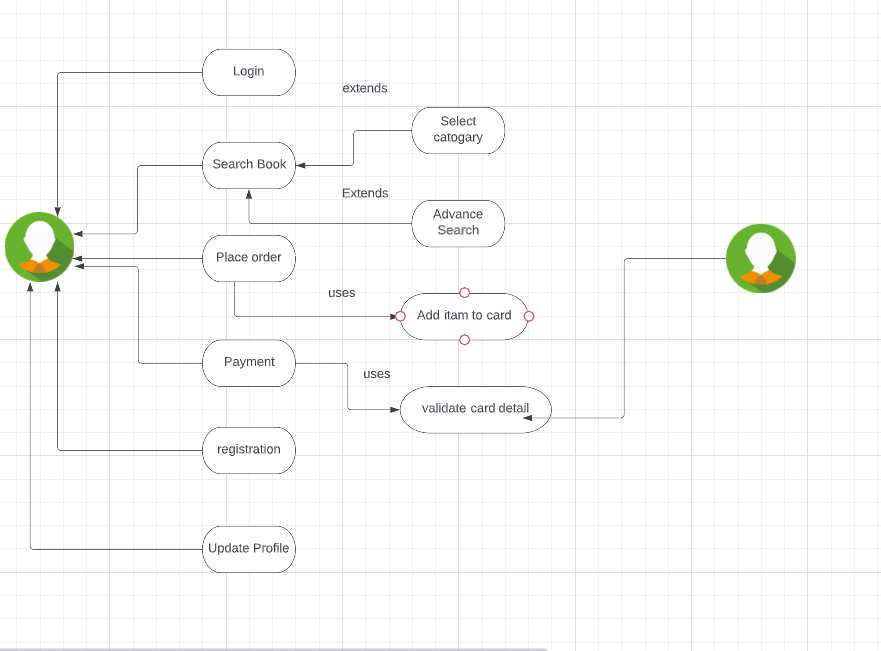 Login
extends
Select
catogary
Search Book
Extends
Advance
Search
Place order
uses
Add itam to card
Payment
uses
validate card detail
registration
Update Profile